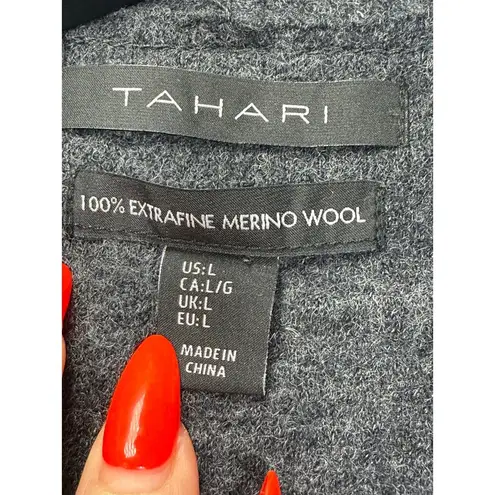 TAHARI
100% EXTRAFINE MERINO WOOL
US:L
CA:L/G
UK:L
EU:L
MADE IN
CHINA